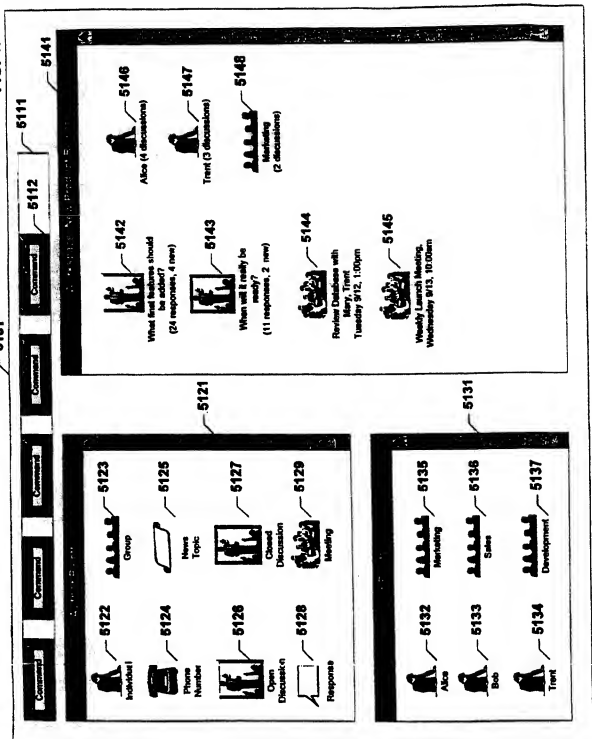 5111
5112
Command
Command
Command
Command
Command
5121
5122
Individual
5123
Group
5124
Phone
Number
5125
News
Topic
5126
Open
Discussion
5127
Closed
Discussion
5128
Response
5129
Meeting
5131
5132
Alice
5133
Bob
5134
Trent
5135
Marketing
5136
Sales
5137
Development
5141
5142
What final features should
be added?
(24 responses, 4 new)
5143
When will it really be
ready?
(11 responses, 2 new)
5144
Review Database with
Mary, Trent
Tuesday 9/12, 1:00pm
5145
Weekly Launch Meeting,
Wednesday 9/13, 10:00am
5146
Alice (4 discussions)
5147
Trent (3 discussions)
5148
Marketing
(2 discussions)